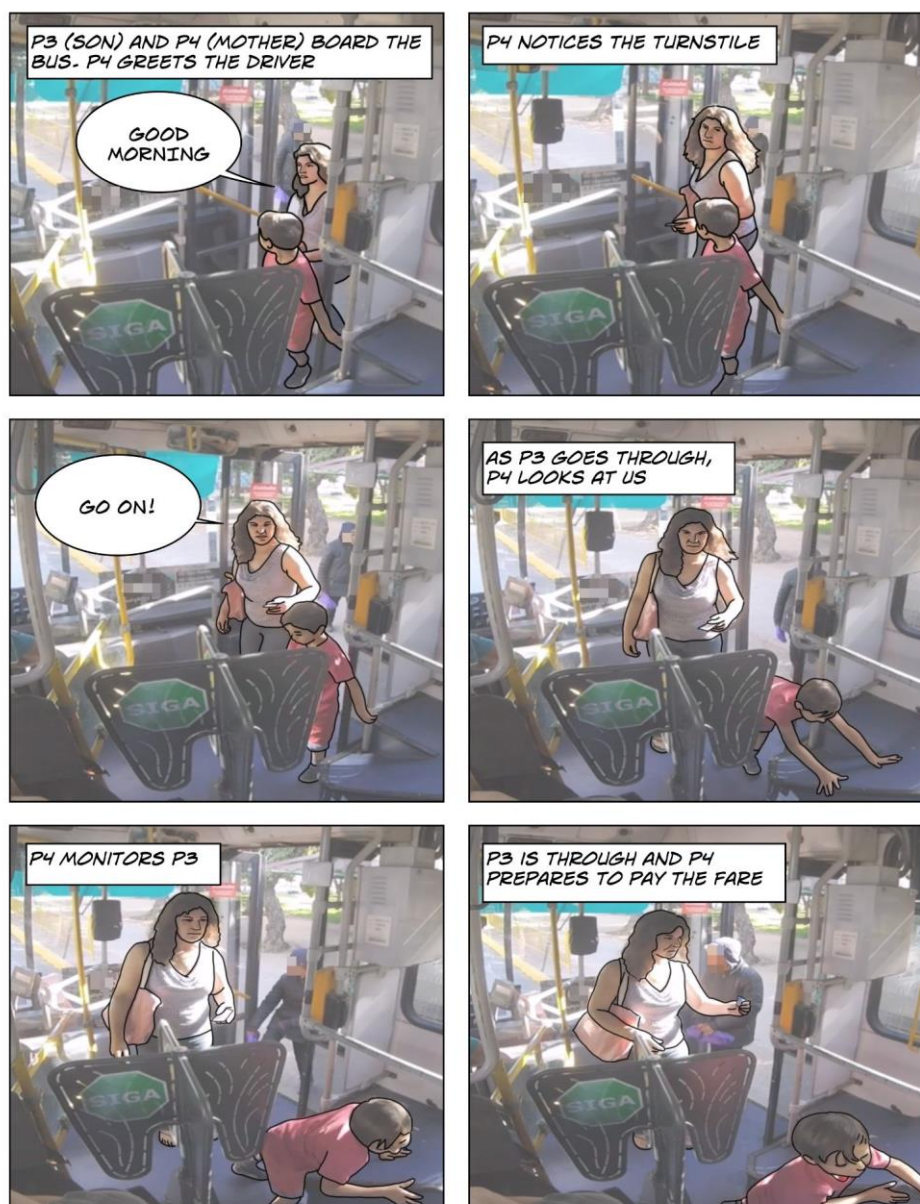 P3 (SON) AND P4 (MOTHER) BOARD THE
BUS. P4 GREETS THE DRIVER
GOOD
MORNING
SIGA
P4 NOTICES THE TURNSTILE
SIGA
GO ON!
SIGA
AS P3 GOES THROUGH,
P4 LOOKS AT US
SIGA
P4 MONITORS P3
SIGA
P3 IS THROUGH AND P4
PREPARES TO PAY THE FARE
SIGA